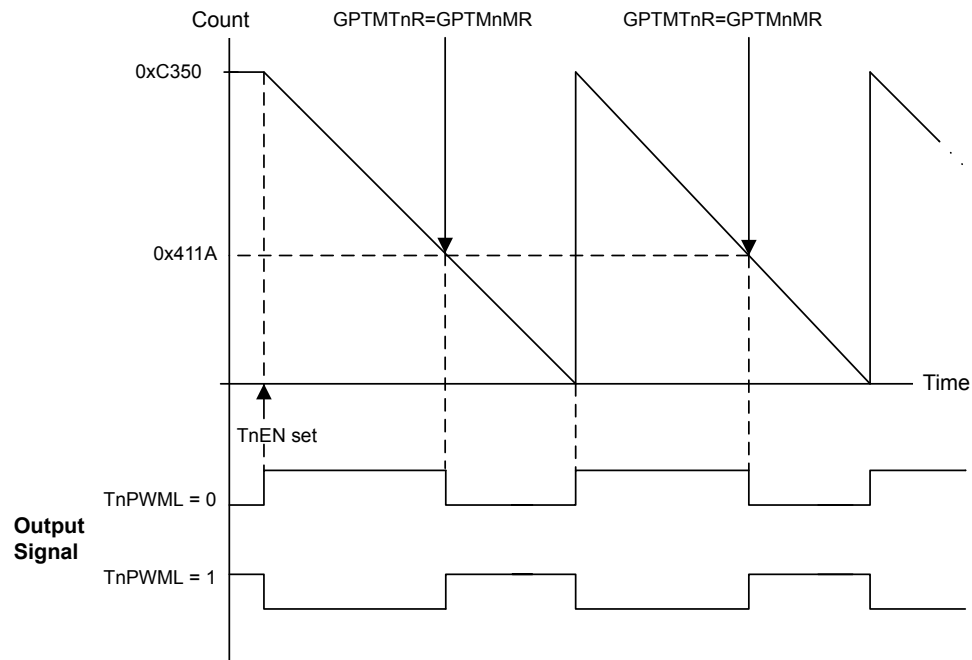 Count
GPTMTnR=GPTMnMR
GPTMTnR=GPTMnMR
0xC350
0x411A
Time
TnEN set
TnPWML = 0
Output
Signal
TnPWML = 1